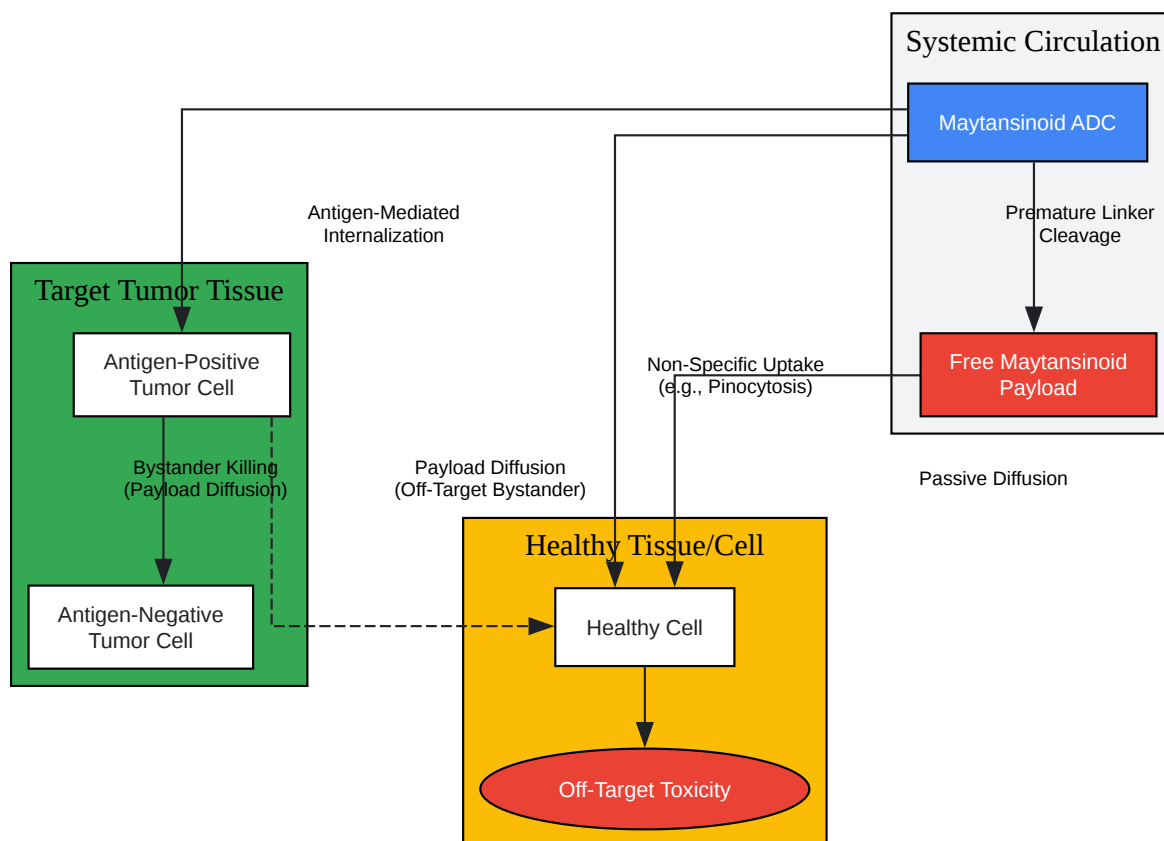 Systemic Circulation
Maytansinoid ADC
Antigen-Mediated
Internalization
Premature Linker
Cleavage
Target Tumor Tissue
Antigen-Positive
Tumor Cell
Non-Specific Uptake
(e.g., Pinocytosis)
Free Maytansinoid
Payload
Bystander Killing
(Payload Diffusion)
Payload Diffusion
(Off-Target Bystander)
Passive Diffusion
Healthy Tissue/Cell
Antigen-Negative
Tumor Cell
Healthy Cell
Off-Target Toxicity